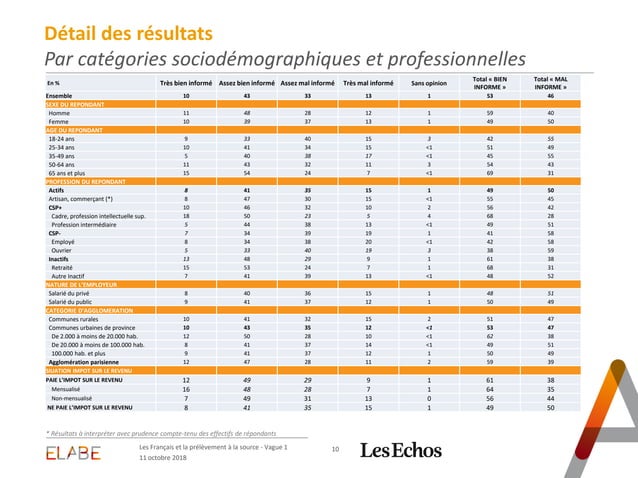 Détail des résultats
Par catégories sociodémographiques et professionnelles
En % Très bien informé Assez bien informé Assez mal informé Très mal informé Sans opinion Total « BIEN INFORME » Total « MAL INFORME »
Ensemble 10 43 33 13 1 53 46
SEXE DU REPONDANT
Homme 11 48 28 12 1 59 40
Femme 10 39 37 13 1 49 50
AGE DU REPONDANT
18-24 ans 9 33 40 15 3 42 55
25-34 ans 10 41 34 15 <1 51 49
35-49 ans 5 40 38 17 <1 45 55
50-64 ans 11 43 32 11 3 54 43
65 ans et plus 15 54 24 7 <1 69 31
PROFESSION DU REPONDANT
Actifs 8 41 35 15 1 49 50
Artisan, commerçant (*) 8 47 30 15 <1 55 45
CSP+ 10 46 32 10 2 56 42
Cadre, profession intellectuelle sup. 18 50 23 5 4 68 28
Profession intermédiaire 5 44 38 13 <1 49 51
CSP- 7 34 39 19 1 41 58
Employé 8 34 38 20 <1 42 58
Ouvrier 5 33 40 19 3 38 59
Inactifs 13 48 29 9 1 61 38
Retraité 15 53 24 7 1 68 31
Autre inactif 7 41 39 13 <1 48 52
NATURE DE L'EMPLOYEUR
Salarié du privé 8 40 36 15 1 48 51
Salarié du public 9 41 37 12 1 50 49
CATEGORIE D'AGGLOMERATION
Communes rurales 10 41 32 15 2 51 47
Communes urbaines de province 10 43 35 12 <1 53 47
De 2.000 à moins de 20.000 hab. 12 50 28 10 <1 62 38
De 20.000 à moins de 100.000 hab. 8 41 37 14 <1 49 51
100.000 hab. et plus 9 41 37 12 1 50 49
Agglomération parisienne 12 47 28 11 2 59 39
SIUATION IMPOT SUR LE REVENU
PAIE L'IMPOT SUR LE REVENU 12 49 29 9 1 61 38
Mensualisé 16 48 28 7 1 64 35
Non-mensualisé 7 49 31 13 0 56 44
NE PAIE L'IMPOT SUR LE REVENU 8 41 35 15 1 49 50
* Résultats à interpréter avec prudence compte-tenu des effectifs de répondants
ELABE
Les Français et la prélèvement à la source - Vague 1
11 octobre 2018
10
Les Echos